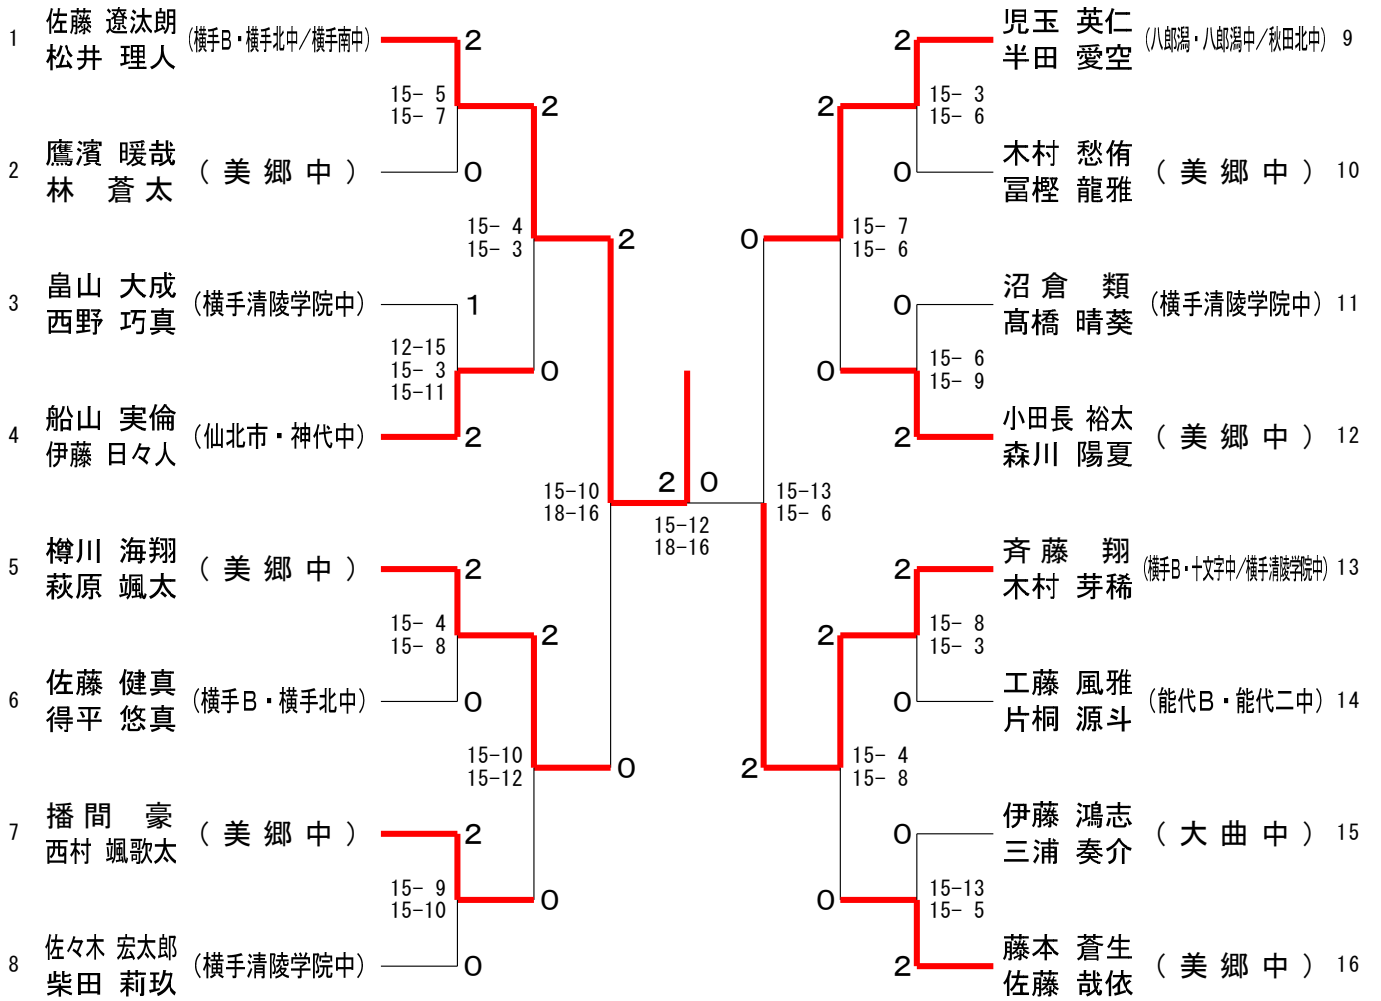 1 佐藤 遼汰朗 (横手B・横手北中/横手南中) 2
松井 理人
15- 5
15- 7
2
2 鷹濱 暖哉 (美郷中) 0
林 蒼太
15- 4
15- 3
2
3 畠山 大成 (横手清陵学院中) 1
西野 巧真
12-15
15- 3
15-11
0
4 船山 実倫 (仙北市・神代中) 2
伊藤 日々人
15-10
18-16
5 樽川 海翔 (美郷中) 2
萩原 颯太
15- 4
15- 8
2
6 佐藤 健真 (横手B・横手北中) 0
得平 悠真
15-10
15-12
0
7 播間 豪 (美郷中) 2
西村 颯歌太
15- 9
15-10
0
8 佐々木 宏太郎 (横手清陵学院中) 0
柴田 莉玖
2 0
15-12
18-16
2 児玉 英仁 (八郎潟・八郎潟中/秋田北中) 9
半田 愛空
2
15- 3
15- 6
0 木村 愁侑 (美郷中) 10
冨樫 龍雅
0
15- 7
15- 6
0 沼倉 類 (横手清陵学院中) 11
髙橋 晴葵
0
15- 6
15- 9
2 小田長 裕太 (美郷中) 12
森川 陽夏
15-13
15- 6
2 斉藤 翔 (横手B・十文字中/横手清陵学院中) 13
木村 芽稀
2
15- 8
15- 3
0 工藤 風雅 (能代B・能代二中) 14
片桐 源斗
2
15- 4
15- 8
0 伊藤 鴻志 (大曲中) 15
三浦 奏介
0
15-13
15- 5
2 藤本 蒼生 (美郷中) 16
佐藤 哉依